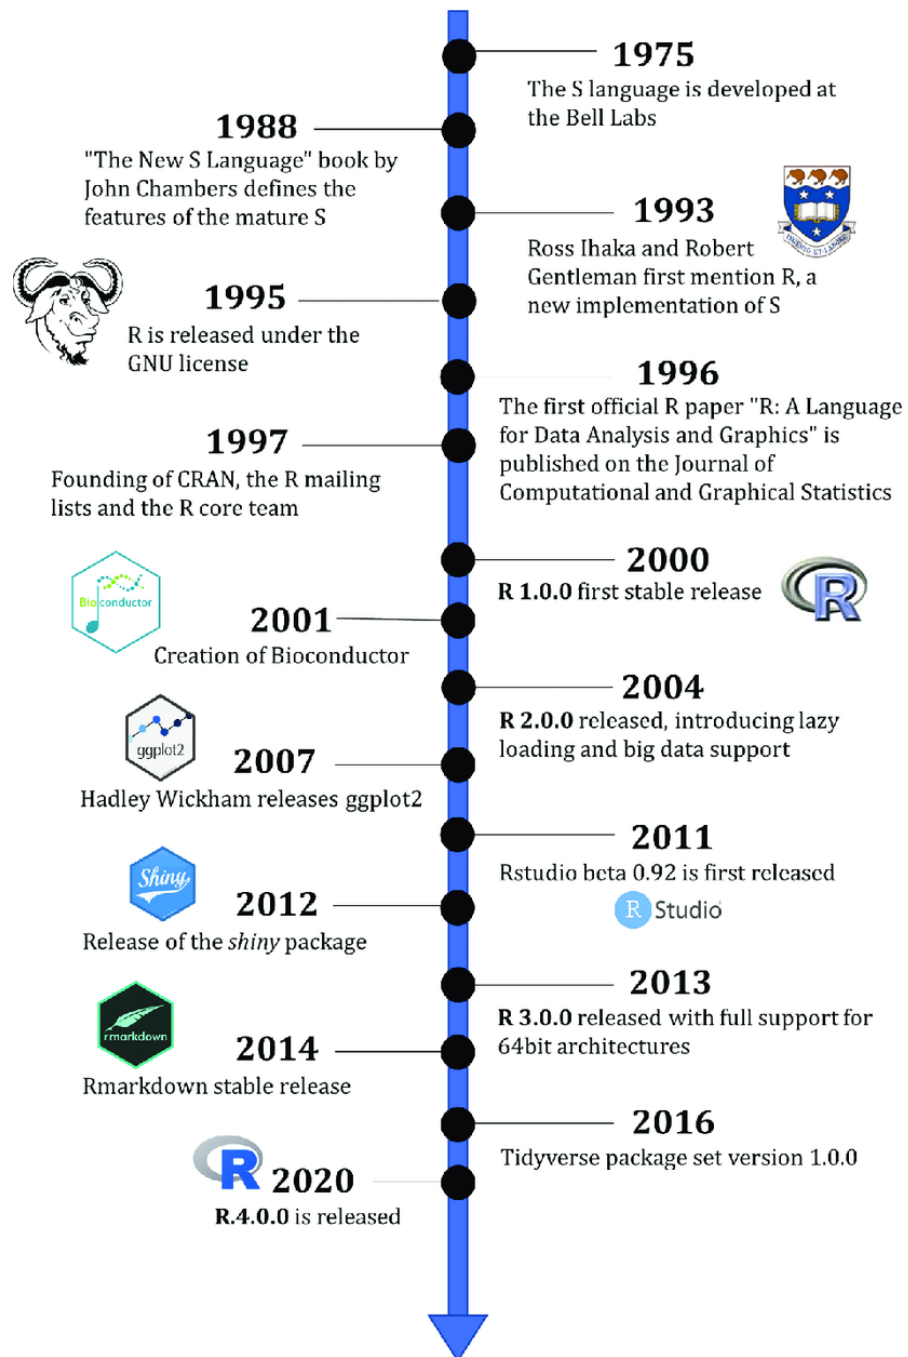 1975
The S language is developed at
the Bell Labs
1988
"The New S Language" book by
John Chambers defines the
features of the mature S
1993
Ross Ihaka and Robert
Gentleman first mention R, a
new implementation of S
1995
R is released under the
GNU license
1996
The first official R paper "R: A Language
for Data Analysis and Graphics" is
published on the Journal of
Computational and Graphical Statistics
1997
Founding of CRAN, the R mailing
lists and the R core team
2000
R 1.0.0 first stable release
R
Bioconductor
2001
Creation of Bioconductor
2004
R 2.0.0 released, introducing lazy
loading and big data support
ggplot2
2007
Hadley Wickham releases ggplot2
2011
Rstudio beta 0.92 is first released
R Studio
Shiny
2012
Release of the shiny package
2013
R 3.0.0 released with full support for
64bit architectures
rmarkdown
2014
Rmarkdown stable release
2016
Tidyverse package set version 1.0.0
R
2020
R.4.0.0 is released